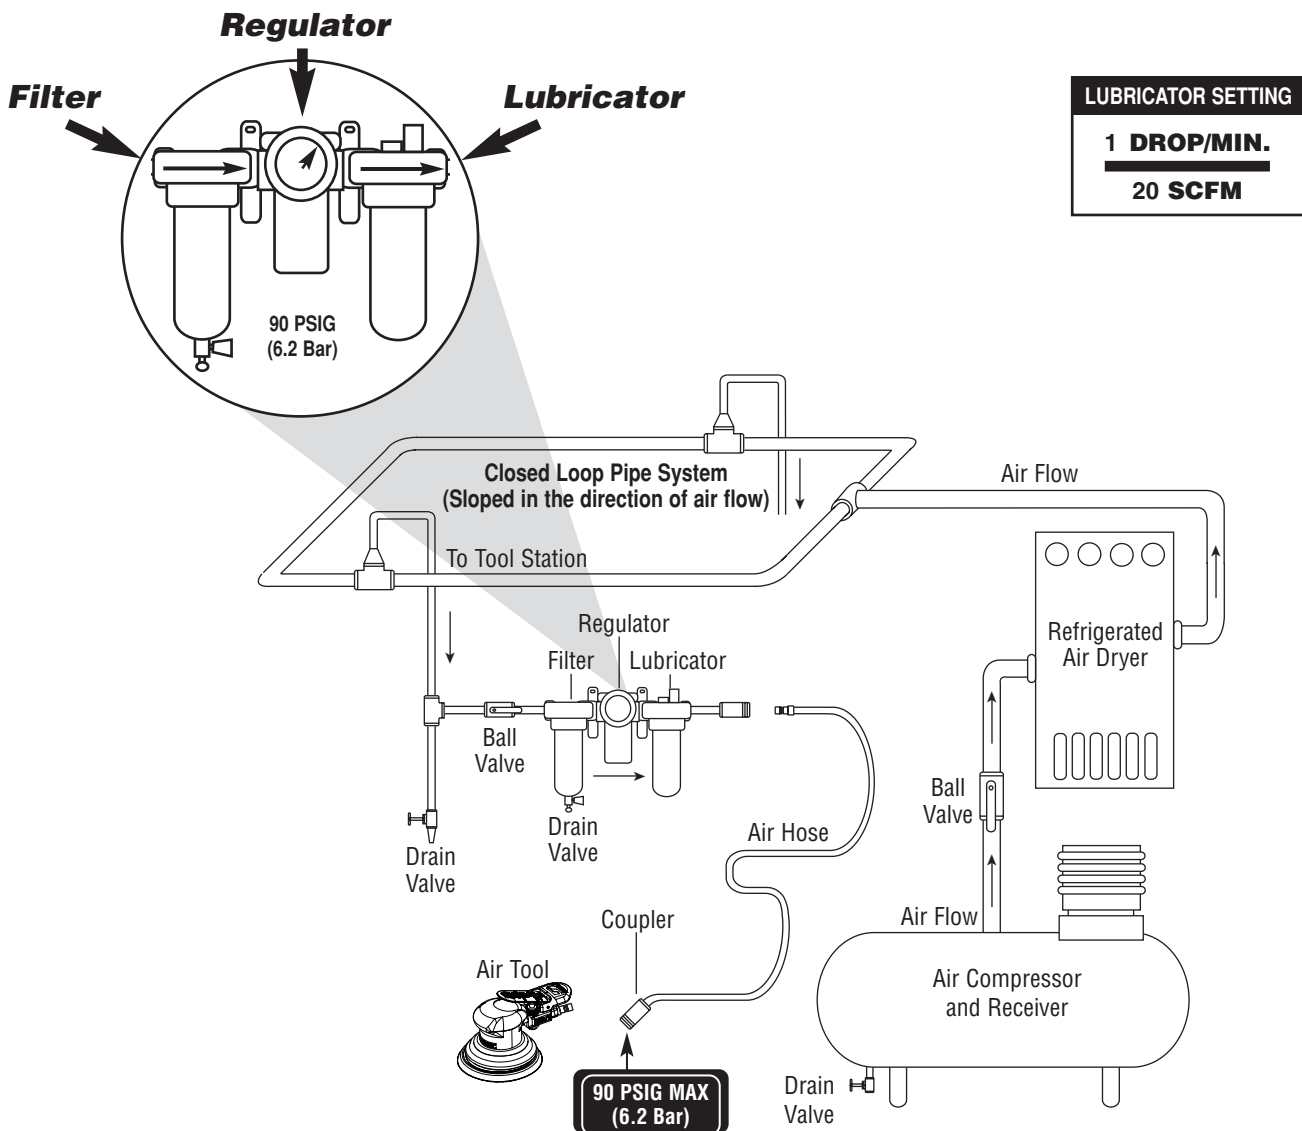 Regulator
Filter
Lubricator
LUBRICATOR SETTING
1 DROP/MIN.
20 SCFM
90 PSIG
(6.2 Bar)
Closed Loop Pipe System
(Sloped in the direction of air flow)
Air Flow
To Tool Station
Regulator
Filter
Lubricator
Refrigerated
Air Dryer
Ball
Valve
Ball
Valve
Drain
Valve
Drain
Valve
Air Hose
Coupler
Air Flow
Air Tool
Air Compressor
and Receiver
90 PSIG MAX
(6.2 Bar)
Drain
Valve